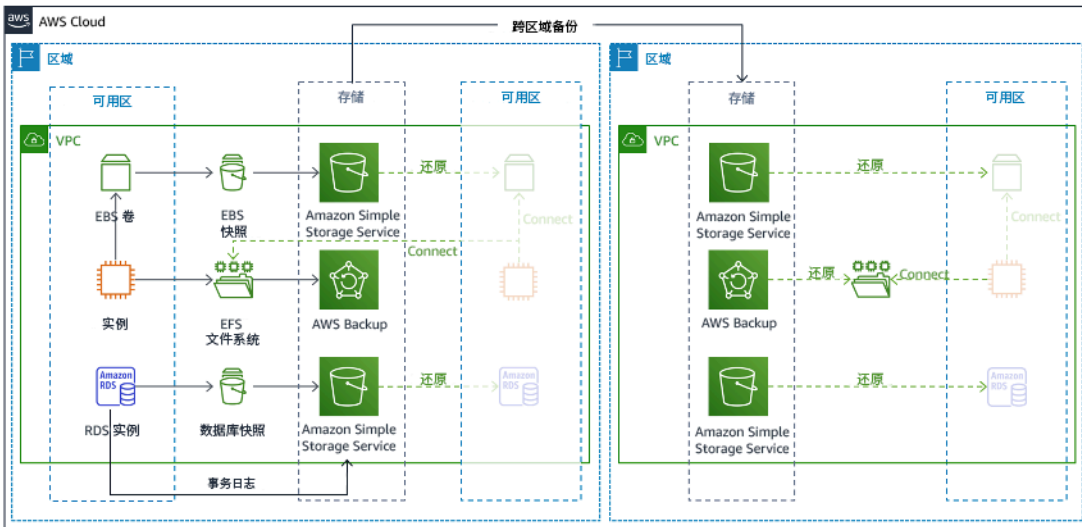 aws
AWS Cloud
跨区域备份
区域
可用区
存储
可用区
VPC
EBS 卷
EBS
快照
Amazon Simple
Storage Service
还原
Connect
Connect
实例
EFS
文件系统
AWS Backup
Amazon
RDS
RDS 实例
数据库快照
Amazon Simple
Storage Service
还原
Amazon
RDS
事务日志
区域
存储
可用区
VPC
Amazon Simple
Storage Service
还原
Connect
AWS Backup
还原
Connect
Amazon Simple
Storage Service
还原
Amazon
RDS